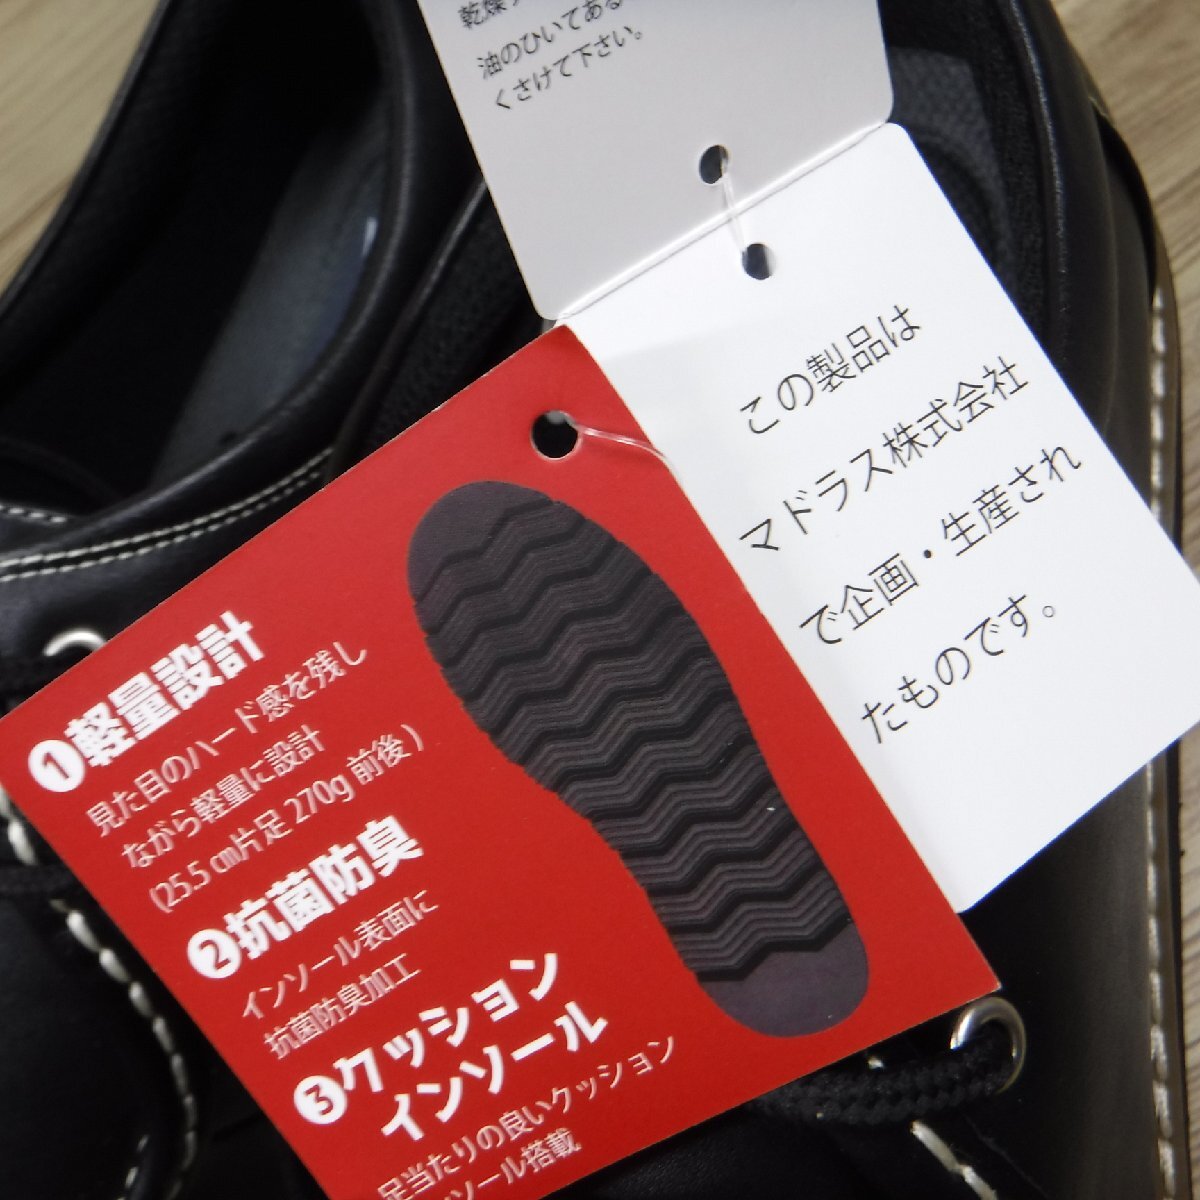 乾燥
油のひいてある
くさけて下さい。
この製品は
マドラス株式会社
で企画・生産され
たものです。
❶軽量設計
見た目のハード感を残し
ながら軽量に設計
(25.5㎝片足270g前後)
❷抗菌防臭
インソール表面に
抗菌防臭加工
❸クッション
インソール
足当たりの良いクッション
ソール搭載